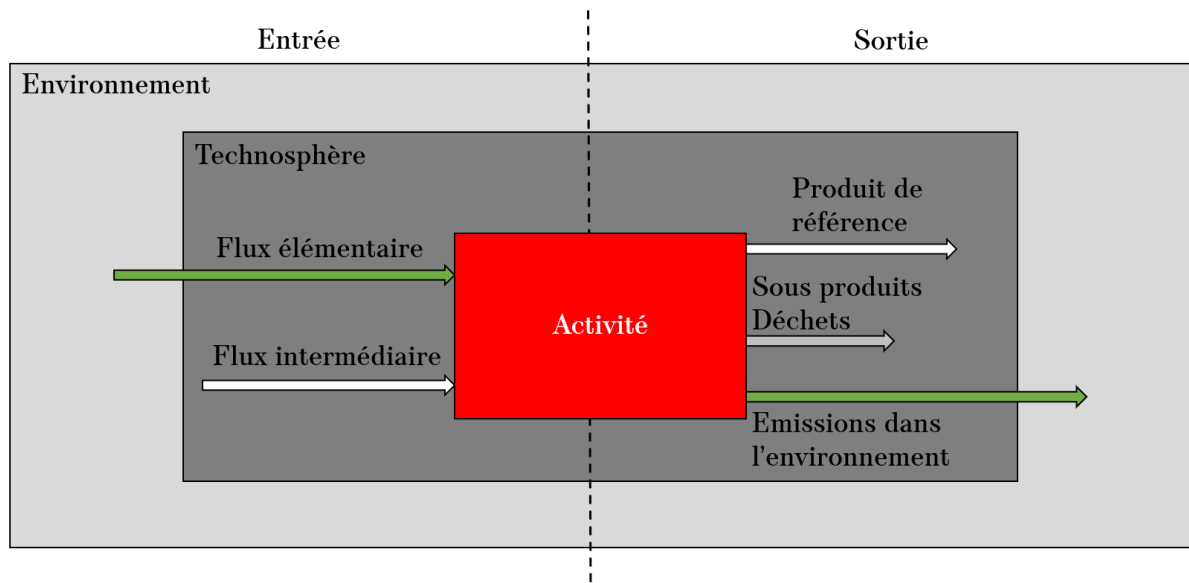 Entrée
Sortie
Environnement
Technosphère
Flux élémentaire
Flux intermédiaire
Activité
Produit de
référence
Sous produits
Déchets
Emissions dans
l'environnement